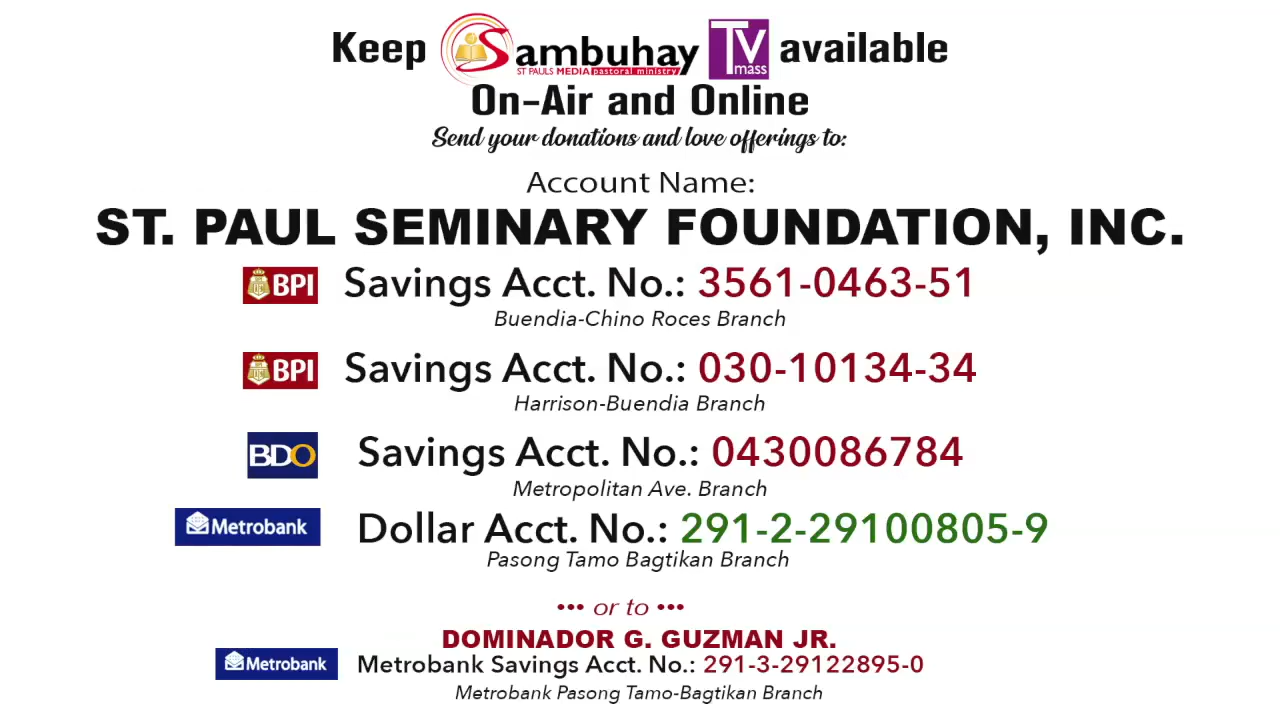 Keep Sambuhay TV mass available
ST PAULS MEDIA pastoral ministry
On-Air and Online
Send your donations and love offerings to:
Account Name:
ST. PAUL SEMINARY FOUNDATION, INC.
BPI Savings Acct. No.: 3561-0463-51
Buendia-Chino Roces Branch
BPI Savings Acct. No.: 030-10134-34
Harrison-Buendia Branch
BDO Savings Acct. No.: 0430086784
Metropolitan Ave. Branch
Metrobank Dollar Acct. No.: 291-2-29100805-9
Pasong Tamo Bagtikan Branch
••• or to •••
DOMINADOR G. GUZMAN JR.
Metrobank Metrobank Savings Acct. No.: 291-3-29122895-0
Metrobank Pasong Tamo-Bagtikan Branch